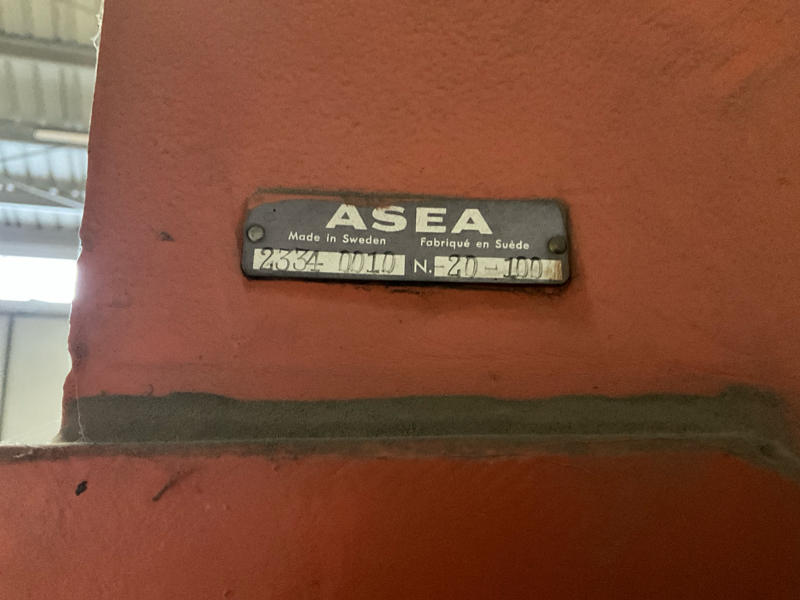 ASEA
Made in Sweden Fabriqué en Suède
2334 0010 N. -20-100